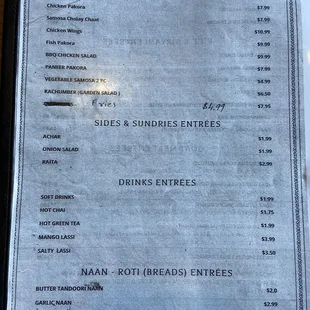 Chicken Pakora $7.99
Samosa Choley Chaat $7.99
Chicken Wings $10.99
Fish Pakora $9.99
BBQ CHICKEN SALAD $9.99
PANEER PAKORA $7.99
VEGETABLE SAMOSA 2 PC $4.99
KACHUMBER (GARDEN SALAD ) $6.50
Fries $4.99 $7.95
SIDES & SUNDRIES ENTRÉES
ACHAR $1.99
ONION SALAD $1.99
RAITA $2.99
DRINKS ENTRÉES
SOFT DRINKS $1.99
HOT CHAI $1.75
HOT GREEN TEA $1.99
MANGO LASSI $3.99
SALTY LASSI $3.50
NAAN - ROTI (BREADS) ENTRÉES
BUTTER TANDOORI NAAN $2.0
GARLIC NAAN $2.99